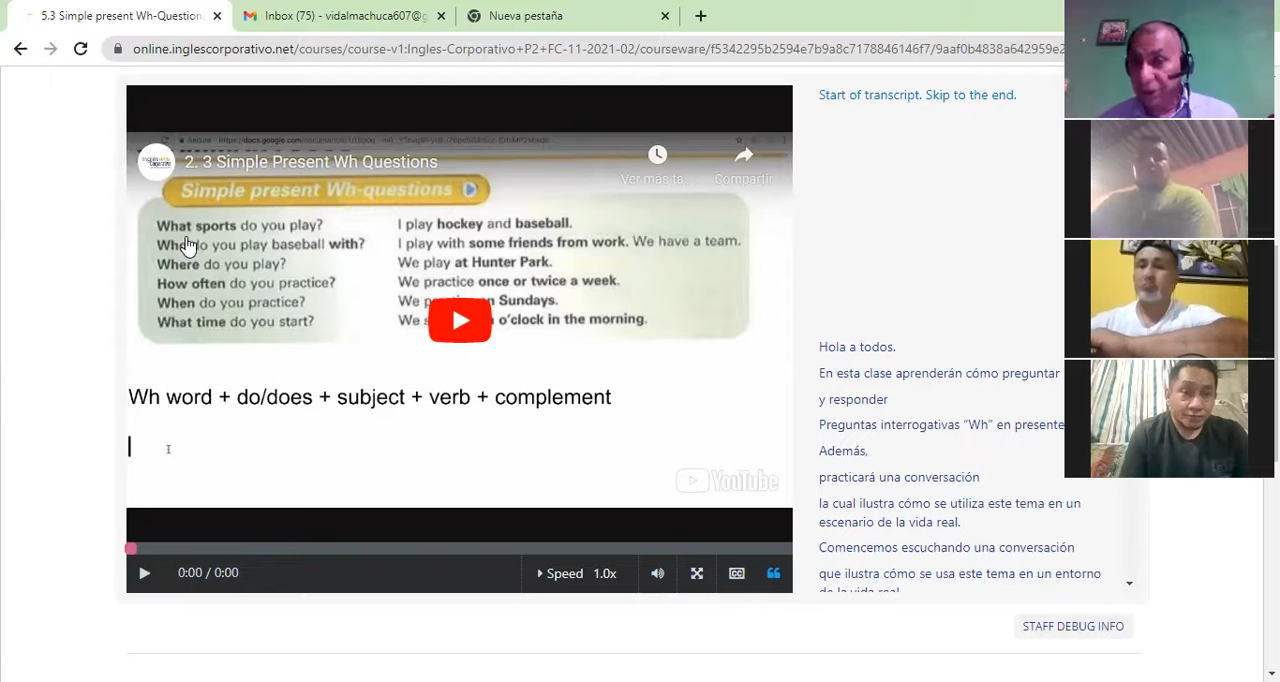 5.3 Simple present Wh-Question
Inbox (75) - vidalmachuca607@g
Nueva pestaña
online.inglescorporativo.net/courses/course-v1:Ingles-Corporativo+P2+FC-11-2021-02/courseware/f5342295b2594e7b9a8c7178846146f7/9aaf0b4838a642959e2
2. 3 Simple Present Wh Questions
Ver más ta...
Compartir
Simple present Wh-questions
What sports do you play? I play hockey and baseball.
do you play baseball with? I play with some friends from work. We have a team.
Where do you play? We play at Hunter Park.
How often do you practice? We practice once or twice a week.
When do you practice? We Sundays.
What time do you start? We o'clock in the morning.
Wh word + do/does + subject + verb + complement
YouTube
0:00 / 0:00
Speed 1.0x
Start of transcript. Skip to the end.
Hola a todos.
En esta clase aprenderán cómo preguntar
y responder
Preguntas interrogativas “Wh” en presente
Además,
practicará una conversación
la cual ilustra cómo se utiliza este tema en un
escenario de la vida real.
Comencemos escuchando una conversación
que ilustra cómo se usa este tema en un entorno
de la vida real.
STAFF DEBUG INFO